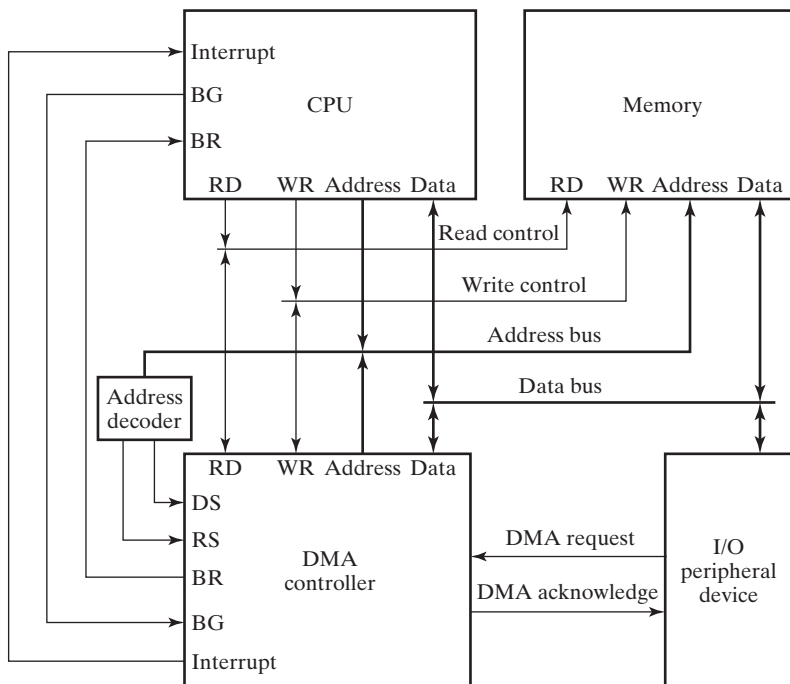 Interrupt
BG
CPU
Memory
BR
RD WR Address Data
RD WR Address Data
Read control
Write control
Address bus
Data bus
Address
decoder
RD WR Address Data
DS
RS
BR
BG
Interrupt
DMA
controller
DMA request
DMA acknowledge
I/O
peripheral
device